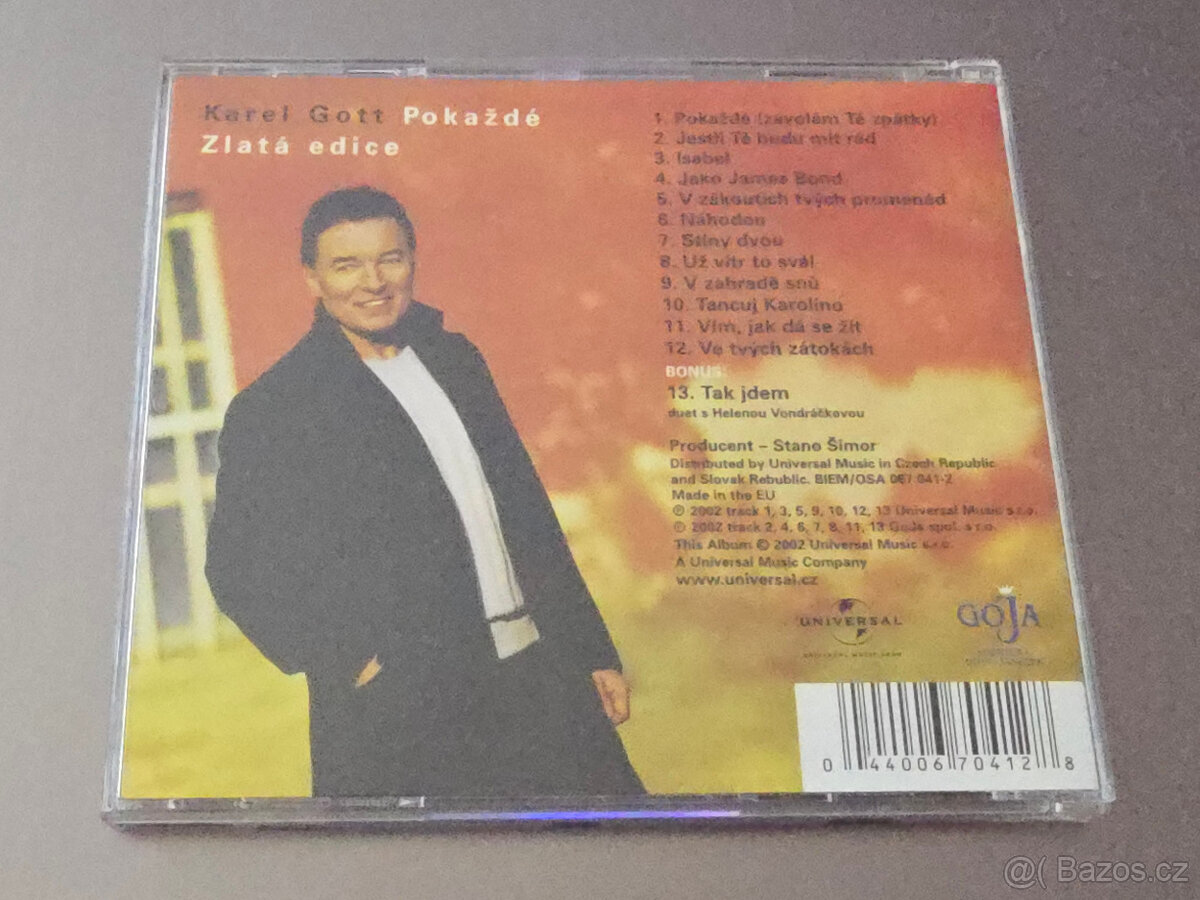 Karel Gott Pokaždé
Zlatá edice
1. Pokaždé (zavolám Tě zpátky)
2. Jestli Tě budu mít rád
3. Isabel
4. Jako James Bond
5. V zákoutích tvých promenád
6. Náhodou
7. Stíny dvou
8. Už vítr to svál
9. V zahradě snů
10. Tancuj Karolíno
11. Vím, jak dá se žít
12. Ve tvých zátokách
BONUS:
13. Tak jdem
duet s Helenou Vondráčkovou
Producent – Stano Šimor
Distributed by Universal Music in Czech Republic
and Slovak Rebublic. BIEM/OSA 067 041-2
Made in the EU
℗ 2002 track 1, 3, 5, 9, 10, 12, 13 Universal Music s.r.o.
℗ 2002 track 2, 4, 6, 7, 8, 11, 13 GoJa spol. s r.o.
This Album © 2002 Universal Music s.r.o.
A Universal Music Company
www.universal.cz
UNIVERSAL
GOJA
0 44006 70412 8
@( Bazos.cz